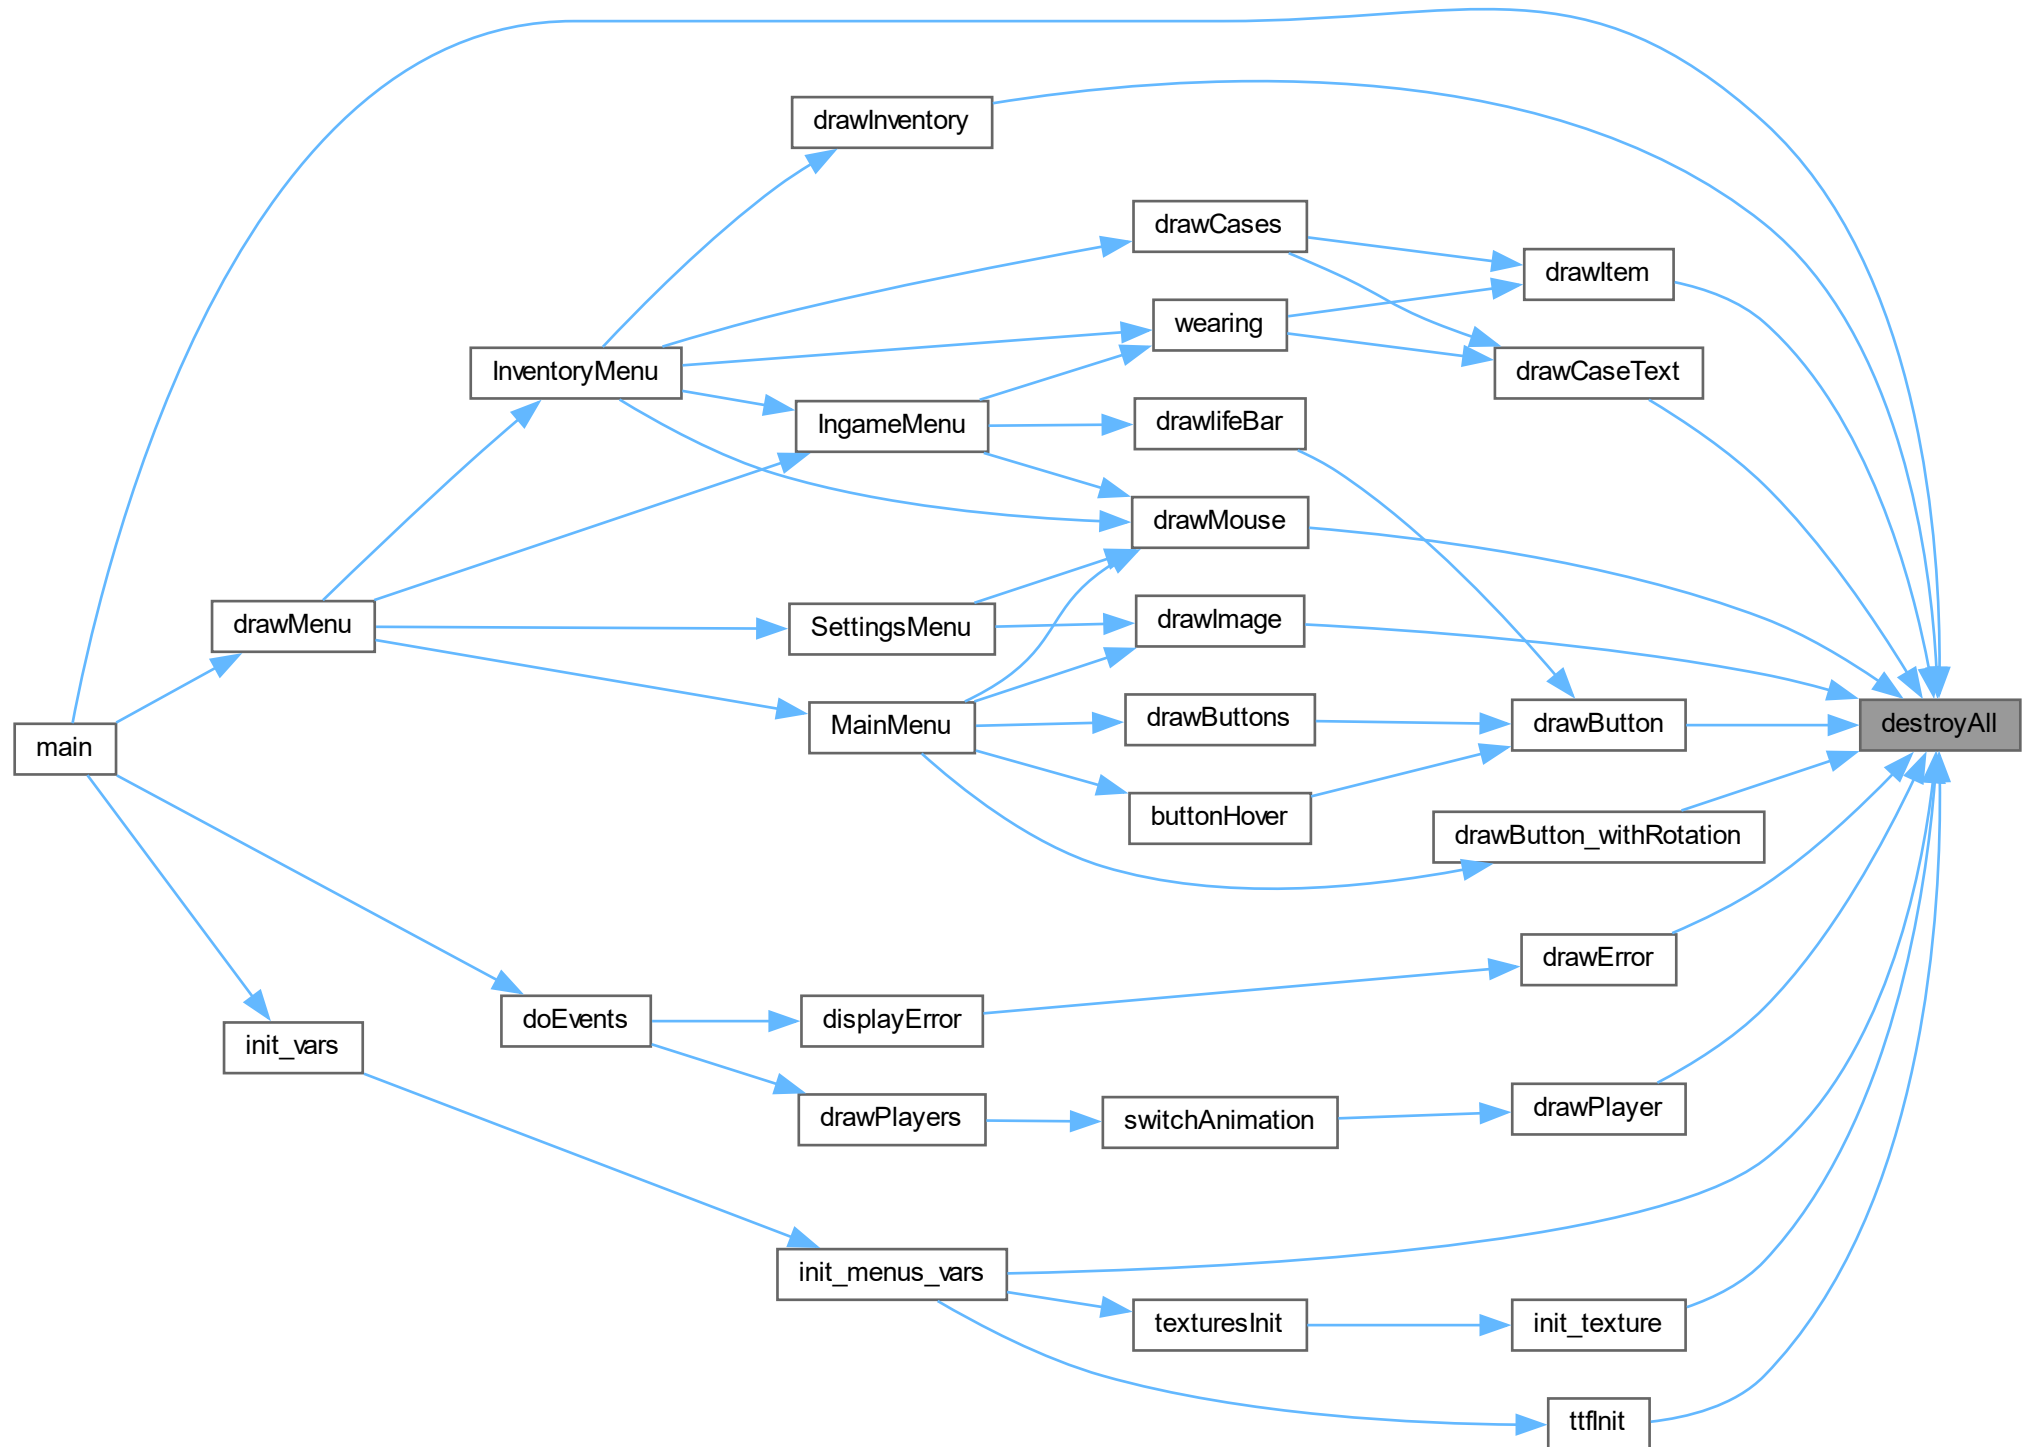 drawInventory
drawCases
drawItem
wearing
InventoryMenu
drawCaseText
IngameMenu
drawlifeBar
drawMouse
drawMenu
SettingsMenu
drawImage
main
MainMenu
drawButtons
drawButton
destroyAll
buttonHover
drawButton_withRotation
drawError
doEvents
displayError
init_vars
drawPlayers
switchAnimation
drawPlayer
init_menus_vars
texturesInit
init_texture
ttfInit